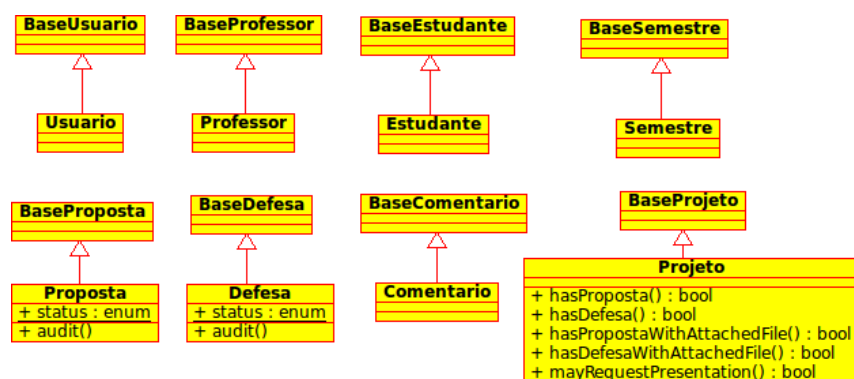 BaseUsuario
BaseProfessor
BaseEstudante
BaseSemestre
Usuario
Professor
Estudante
Semestre
BaseProposta
BaseDefesa
BaseComentario
BaseProjeto
Proposta
+ status : enum
+ audit()
Defesa
+ status : enum
+ audit()
Comentario
Projeto
+ hasProposta() : bool
+ hasDefesa() : bool
+ hasPropostaWithAttachedFile() : bool
+ hasDefesaWithAttachedFile() : bool
+ mayRequestPresentation() : bool